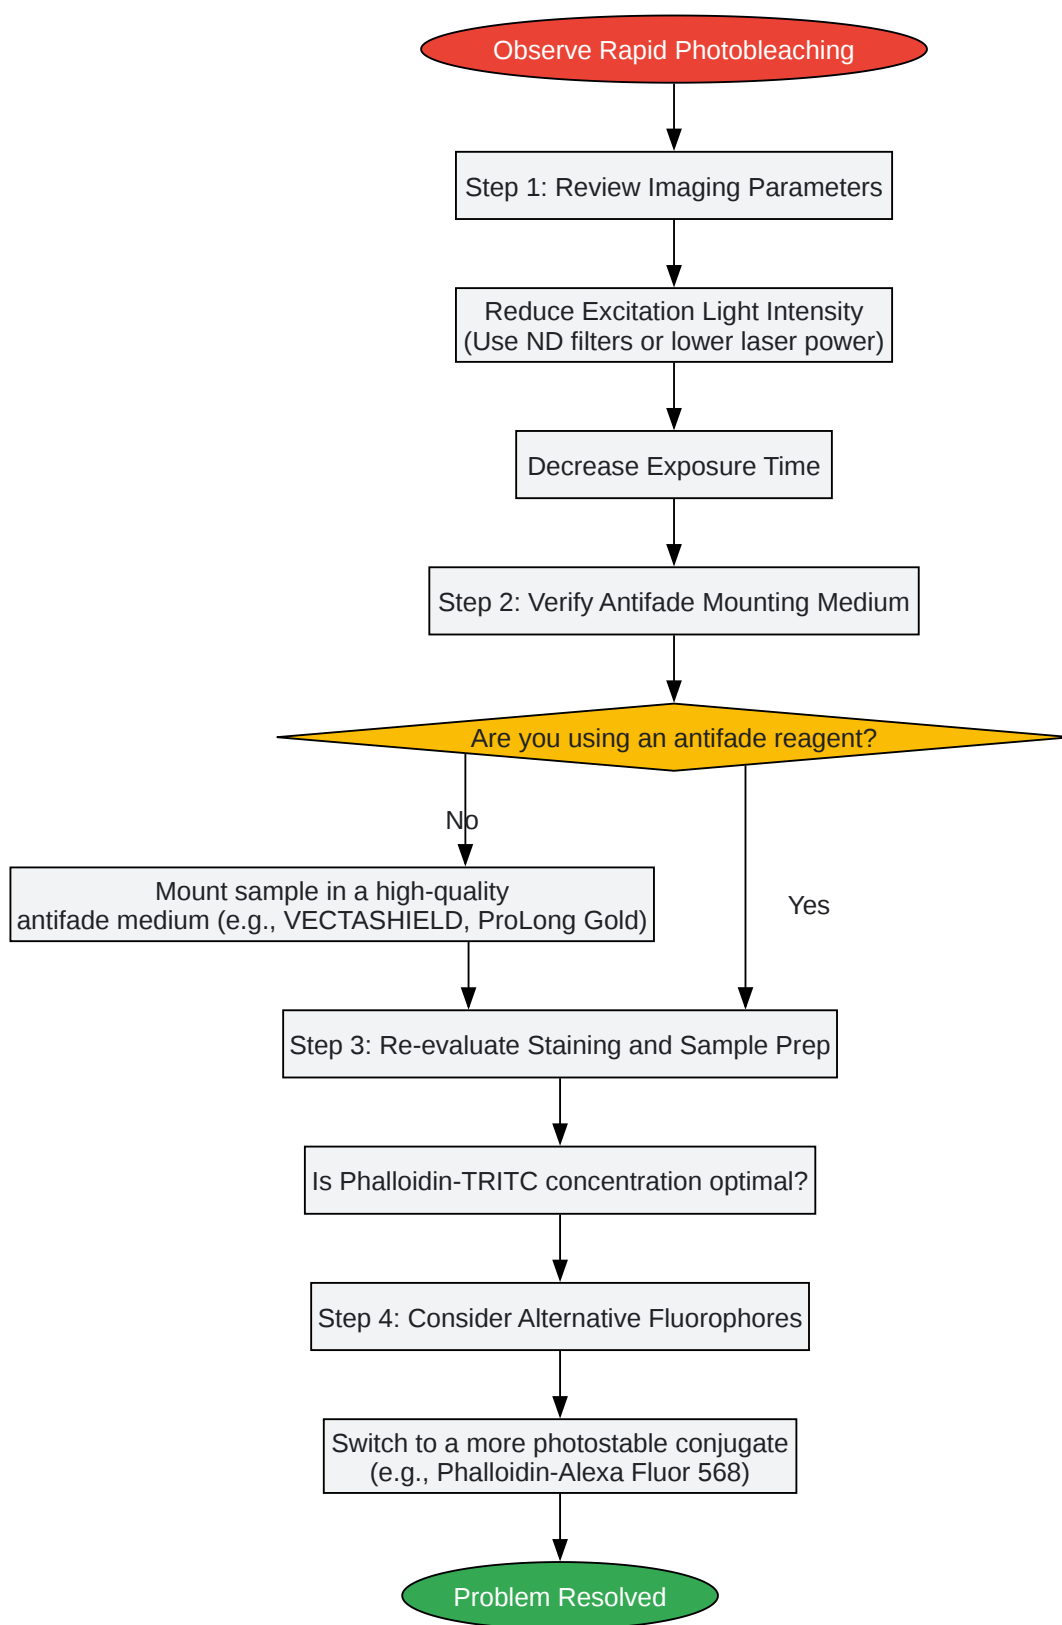 Observe Rapid Photobleaching
Step 1: Review Imaging Parameters
Reduce Excitation Light Intensity
(Use ND filters or lower laser power)
Decrease Exposure Time
Step 2: Verify Antifade Mounting Medium
Are you using an antifade reagent?
No
Mount sample in a high-quality
antifade medium (e.g., VECTASHIELD, ProLong Gold)
Yes
Step 3: Re-evaluate Staining and Sample Prep
Is Phalloidin-TRITC concentration optimal?
Step 4: Consider Alternative Fluorophores
Switch to a more photostable conjugate
(e.g., Phalloidin-Alexa Fluor 568)
Problem Resolved